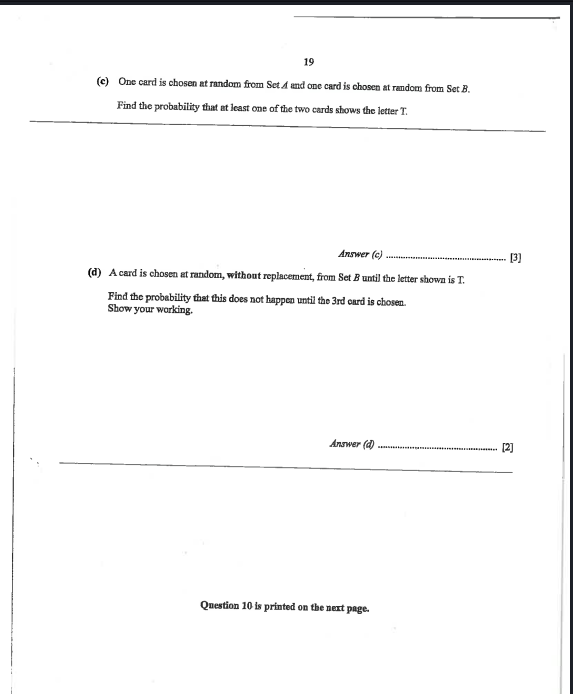 19
(c) One card is chosen at random from Set A and one card is chosen at random from Set B.
Find the probability that at least one of the two cards shows the letter T.
Answer (c) ................................................ [3]
(d) A card is chosen at random, without replacement, from Set B until the letter shown is T.
Find the probability that this does not happen until the 3rd card is chosen.
Show your working.
Answer (d) ................................................ [2]
Question 10 is printed on the next page.